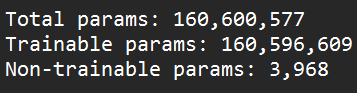 Total params: 160,600,577
Trainable params: 160,596,609
Non-trainable params: 3,968